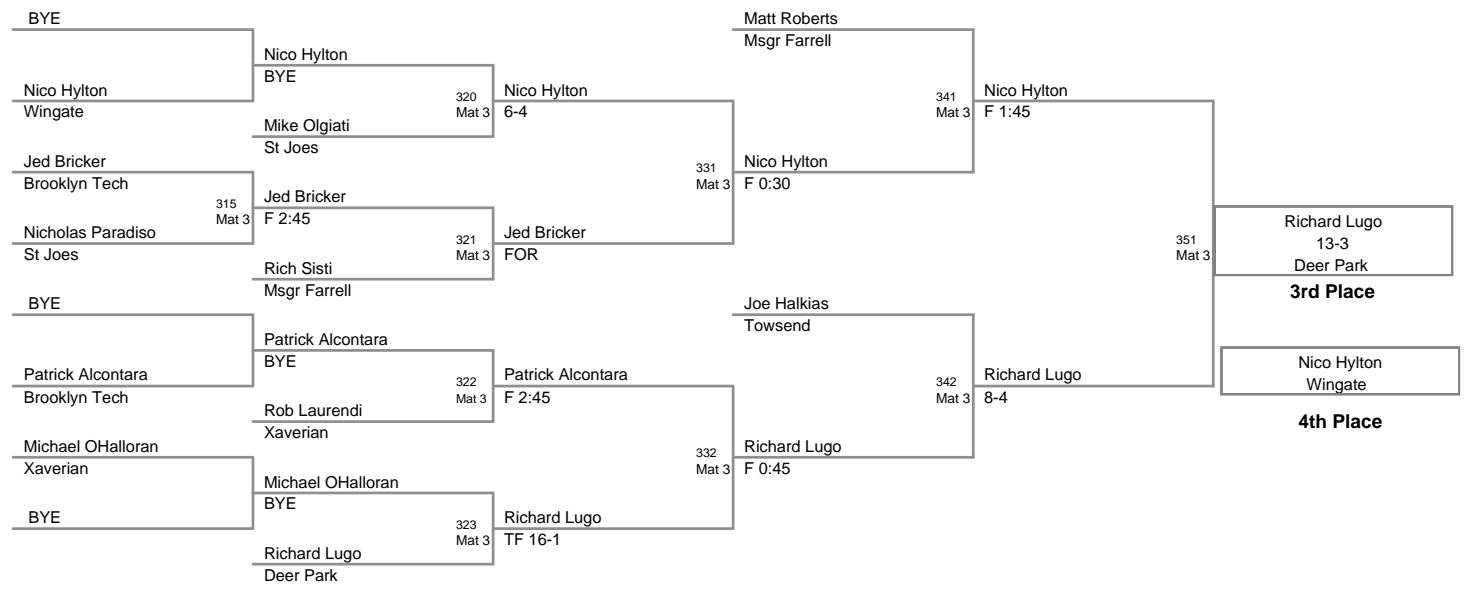 BYE
Nico Hylton
Wingate
Jed Bricker
Brooklyn Tech
315
Mat 3
Nicholas Paradiso
St Joes
BYE
Patrick Alcontara
Brooklyn Tech
Michael OHalloran
Xaverian
BYE
Nico Hylton
BYE
320
Mat 3
Mike Olgiati
St Joes
Jed Bricker
F 2:45
321
Mat 3
Rich Sisti
Msgr Farrell
Patrick Alcontara
BYE
322
Mat 3
Rob Laurendi
Xaverian
Michael OHalloran
BYE
323
Mat 3
Richard Lugo
Deer Park
Nico Hylton
6-4
331
Mat 3
Jed Bricker
FOR
Patrick Alcontara
F 2:45
332
Mat 3
Richard Lugo
TF 16-1
Matt Roberts
Msgr Farrell
341
Mat 3
Nico Hylton
F 0:30
Joe Halkias
Towsend
342
Mat 3
Richard Lugo
F 0:45
Nico Hylton
F 1:45
351
Mat 3
Richard Lugo
8-4
Richard Lugo
13-3
Deer Park
3rd Place
Nico Hylton
Wingate
4th Place